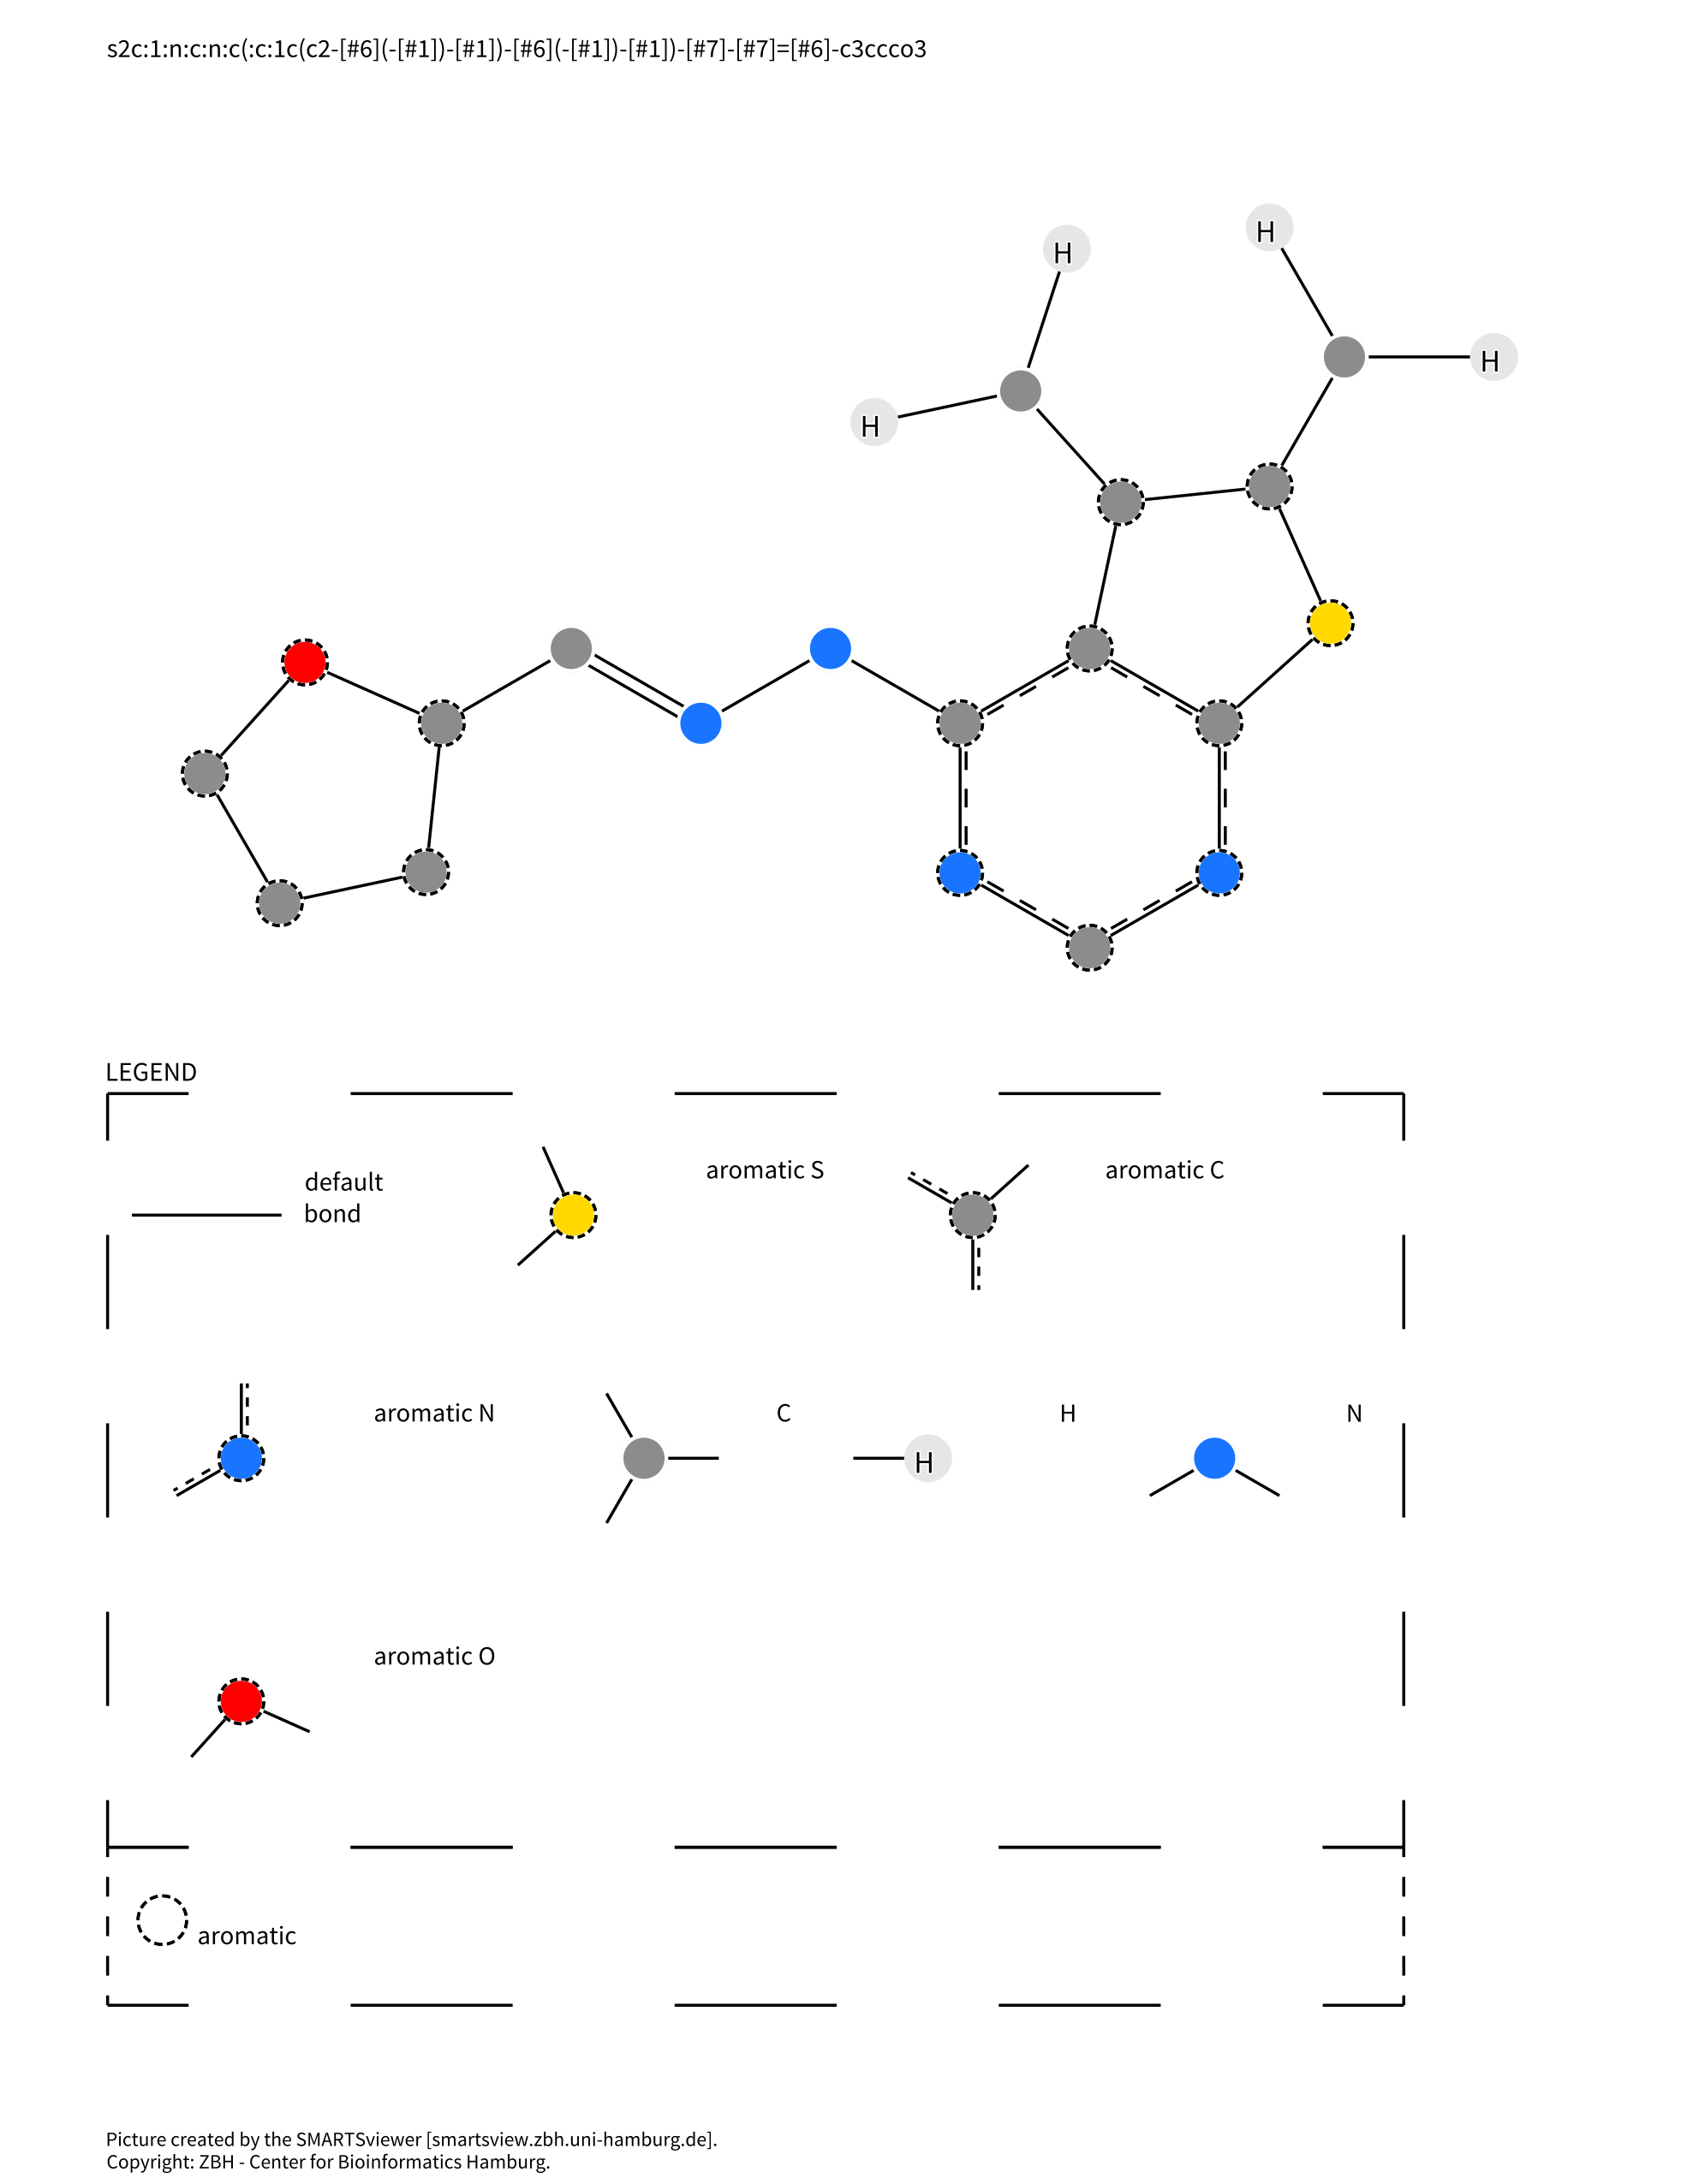 s2c:1:n:c:n:c(:c:1c(c2-[#6](-[#1])-[#1])-[#6](-[#1])-[#1])-[#7]-[#7]=[#6]-c3ccco3
H
H
H
H
LEGEND
default
bond
aromatic S
aromatic C
aromatic N
C
H
H
N
aromatic O
aromatic
Picture created by the SMARTSviewer [smartsview.zbh.uni-hamburg.de].
Copyright: ZBH - Center for Bioinformatics Hamburg.